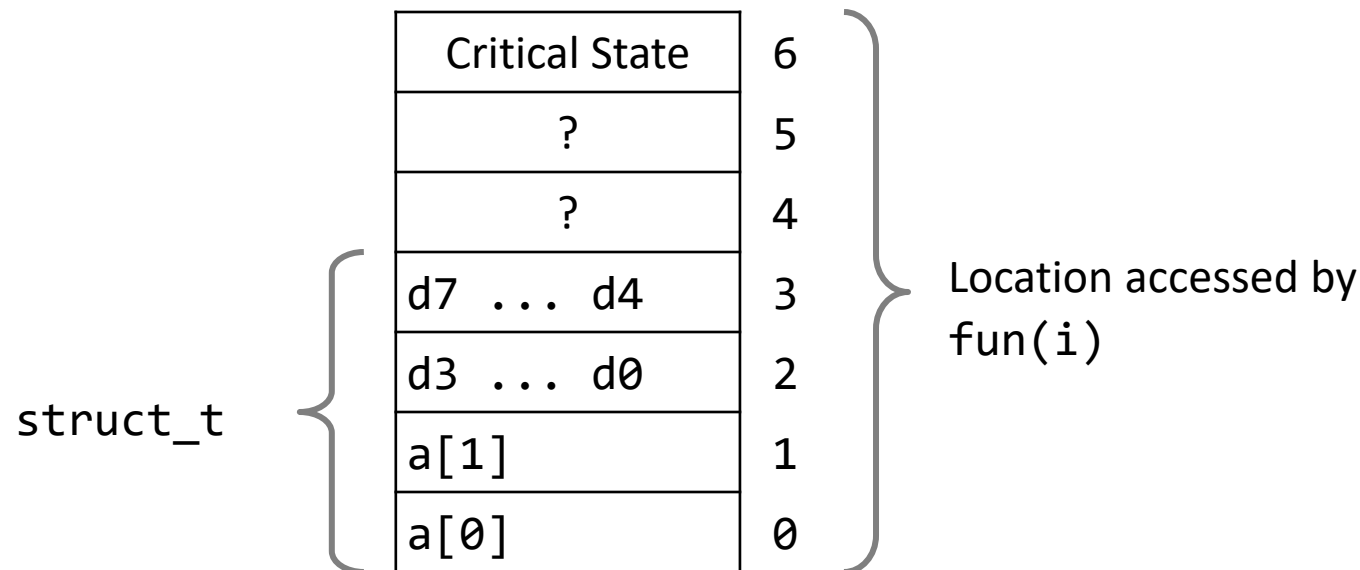 Critical State 6
? 5
? 4
d7 ... d4 3
d3 ... d0 2
a[1] 1
a[0] 0
struct_t
Location accessed by
fun(i)